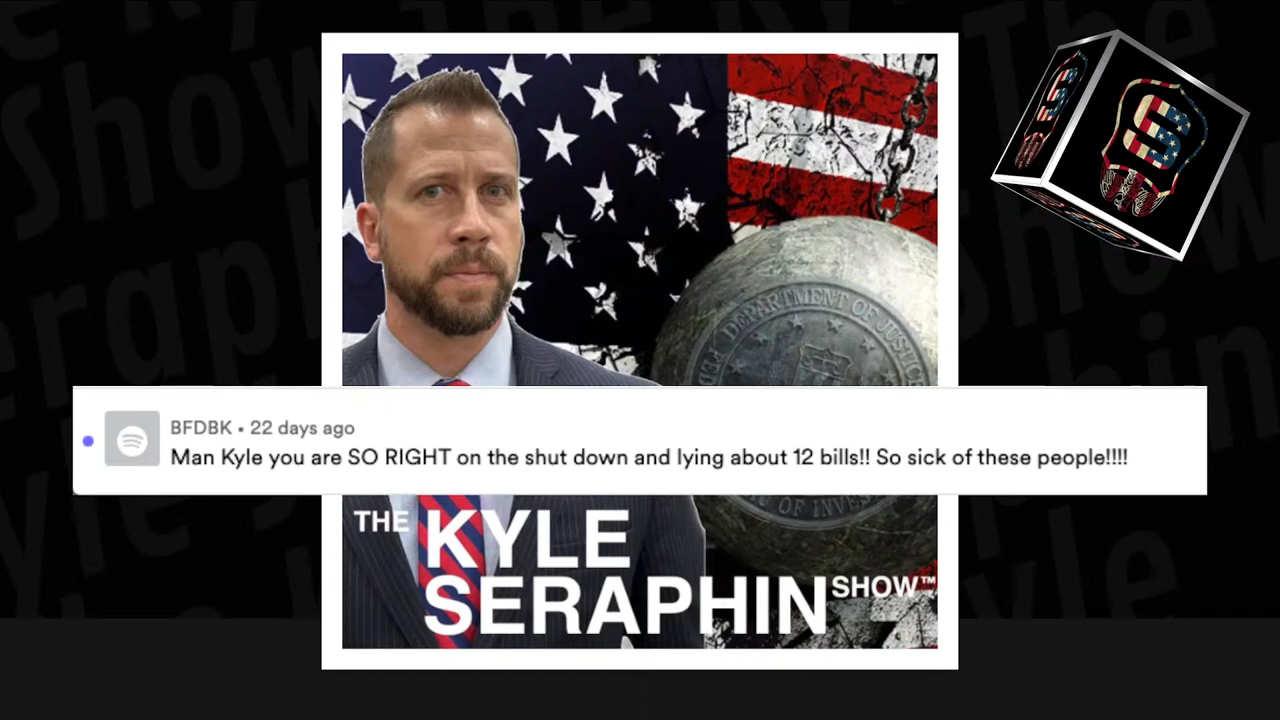 DEPARTMENT OF JUSTICE
BFDBK • 22 days ago
Man Kyle you are SO RIGHT on the shut down and lying about 12 bills!! So sick of these people!!!!
OF INVES
THE KYLE
SERAPHIN SHOW™